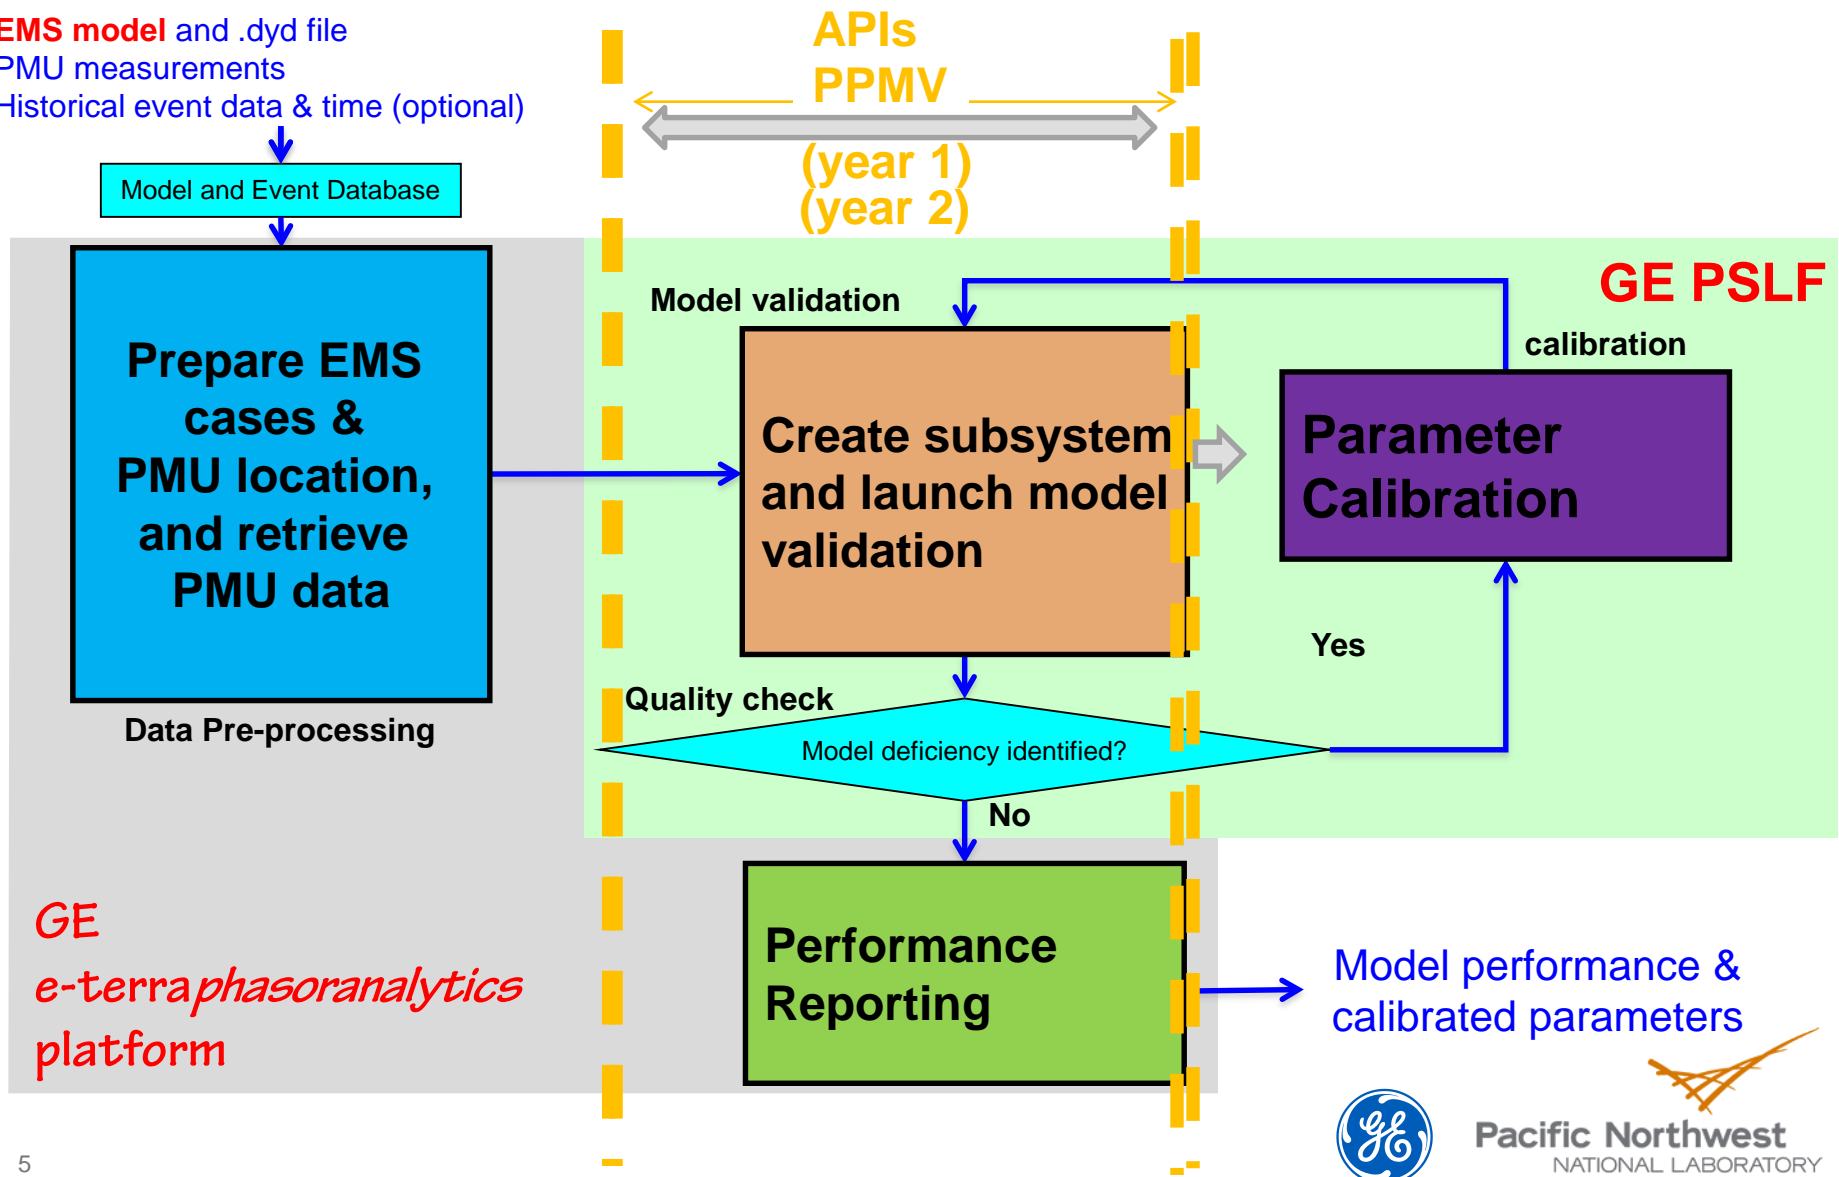 EMS model and .dyd file
PMU measurements
Historical event data & time (optional)
Model and Event Database
APIs
PPMV
(year 1)
(year 2)
GE PSLF
Prepare EMS
cases &
PMU location,
and retrieve
PMU data
Data Pre-processing
Model validation
Create subsystem
and launch model
validation
calibration
Parameter
Calibration
Yes
Quality check
Model deficiency identified?
No
Performance
Reporting
GE
e-terraphasoranalytics
platform
Model performance &
calibrated parameters
GE
Pacific Northwest
NATIONAL LABORATORY
5